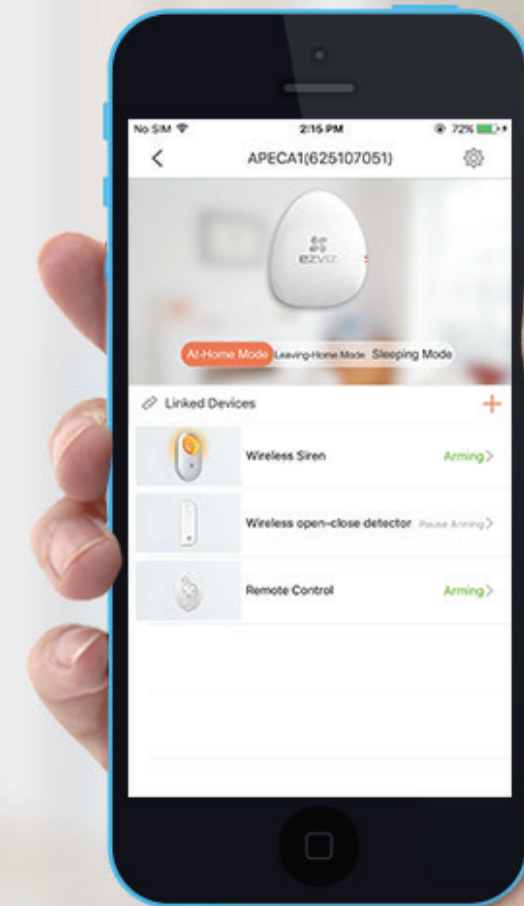 No SIM 2:15 PM 72%
APECA1(625107051)
ezviz
At-Home Mode Leaving-Home Mode Sleeping Mode
Linked Devices
Wireless Siren Arming
Wireless open-close detector Pause Arming
Remote Control Arming